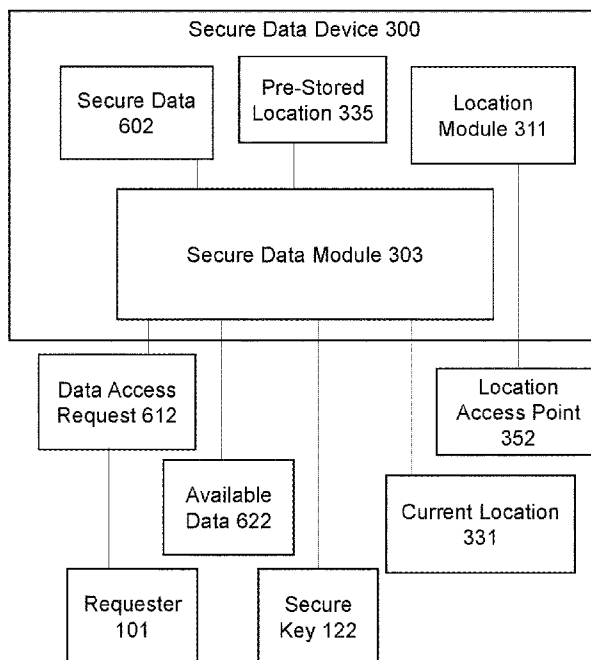 Secure Data Device 300
Secure Data
602
Pre-Stored
Location 335
Location
Module 311
Secure Data Module 303
Data Access
Request 612
Location
Access Point
352
Available
Data 622
Current Location
331
Requester
101
Secure
Key 122